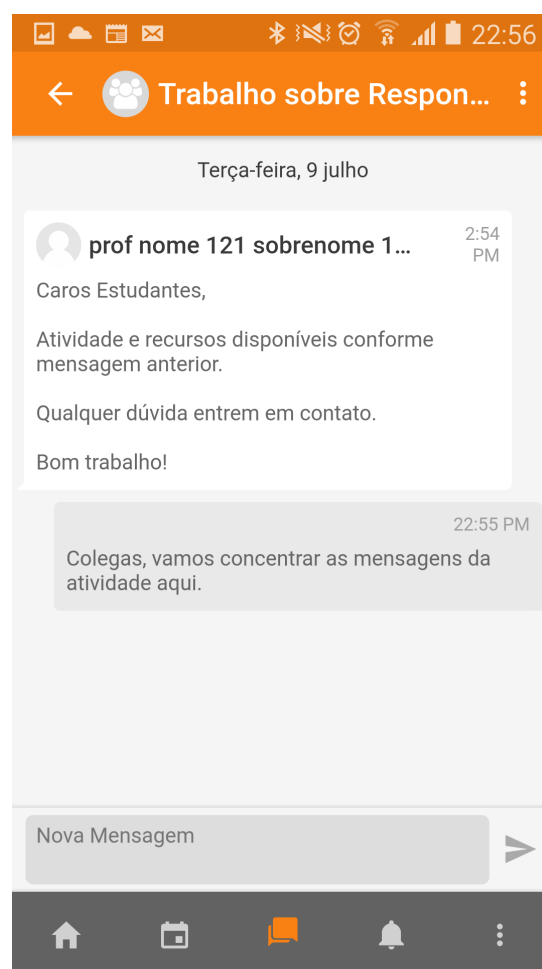 22:56
Trabalho sobre Respon...
Terça-feira, 9 julho
prof nome 121 sobrenome 1...
2:54
PM
Caros Estudantes,
Atividade e recursos disponíveis conforme
mensagem anterior.
Qualquer dúvida entrem em contato.
Bom trabalho!
22:55 PM
Colegas, vamos concentrar as mensagens da
atividade aqui.
Nova Mensagem